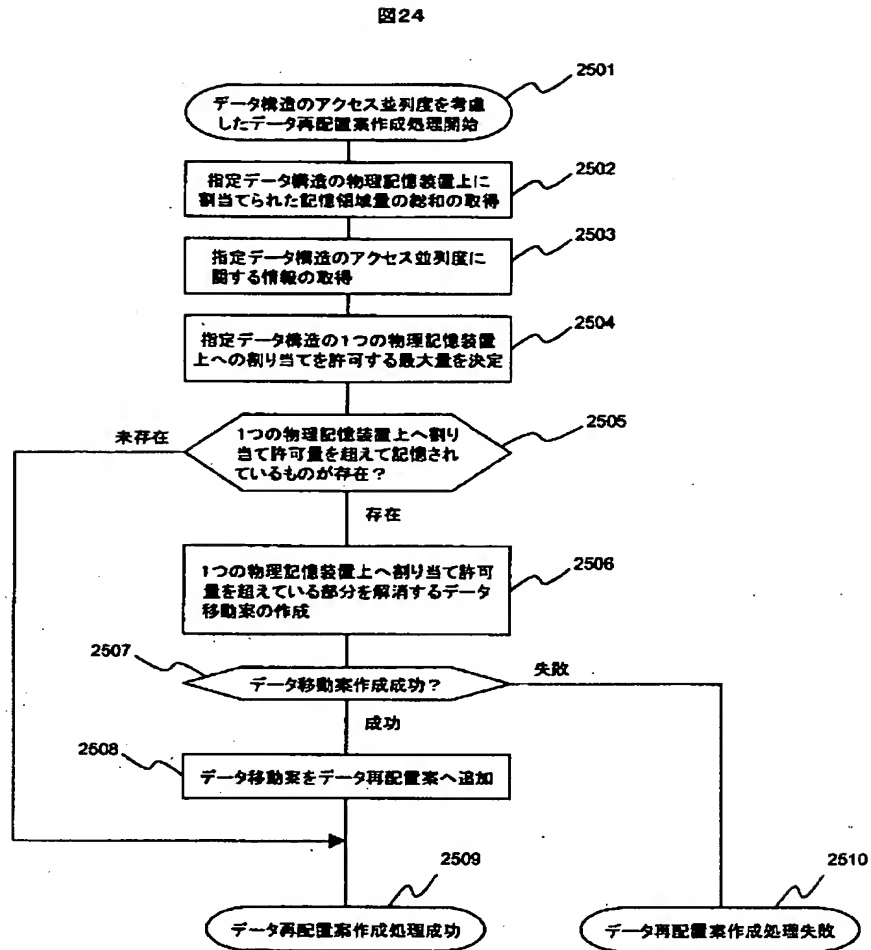 図24
2501
データ構造のアクセス並列度を考慮
したデータ再配置案作成処理開始
2502
指定データ構造の物理記憶装置上に
割当てられた記憶領域量の総和の取得
2503
指定データ構造のアクセス並列度に
関する情報の取得
2504
指定データ構造の1つの物理記憶装置
上への割り当てを許可する最大量を決定
2505
未存在
1つの物理記憶装置上へ割り
当て許可量を超えて記憶され
ているものが存在？
存在
2506
1つの物理記憶装置上へ割り当て許可
量を超えている部分を解消するデータ
移動案の作成
2507
データ移動案作成成功？
失敗
成功
2508
データ移動案をデータ再配置案へ追加
2509
データ再配置案作成処理成功
2510
データ再配置案作成処理失敗